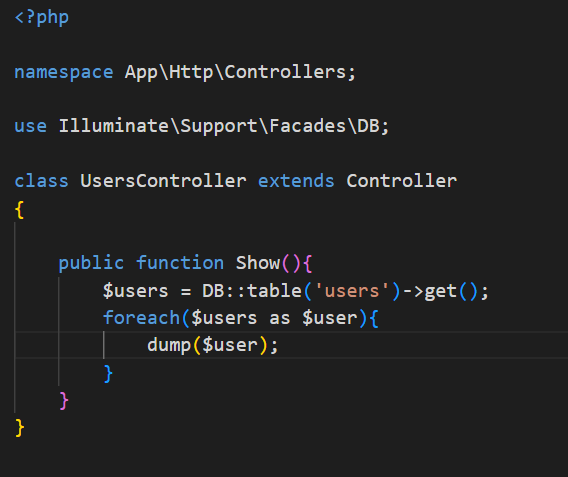 <?php
namespace App\Http\Controllers;
use Illuminate\Support\Facades\DB;
class UsersController extends Controller
{
public function Show(){
$users = DB::table('users')->get();
foreach($users as $user){
dump($user);
}
}
}